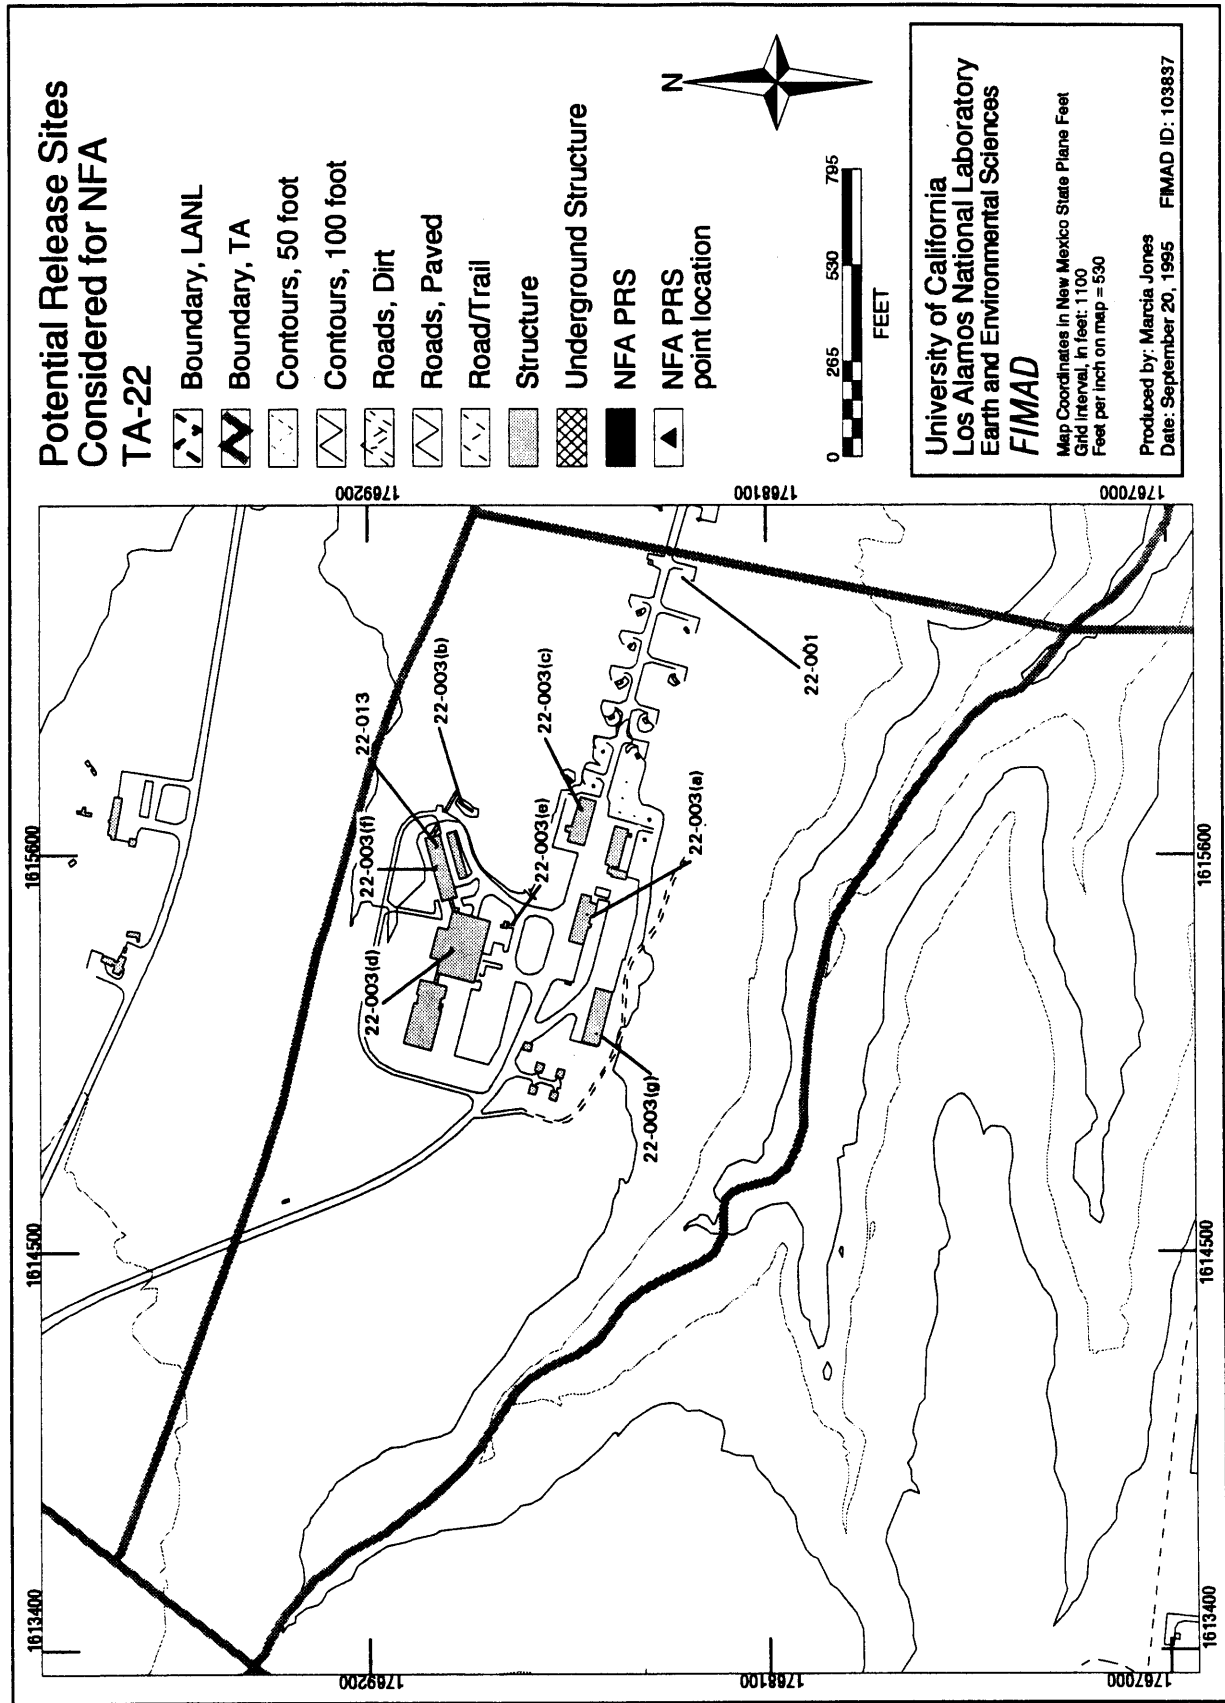 Potential Release Sites
Considered for NFA
TA-22
Boundary, LANL
Boundary, TA
Contours, 50 foot
Contours, 100 foot
Roads, Dirt
Roads, Paved
Road/Trail
Structure
Underground Structure
NFA PRS
NFA PRS
point location
N
0 265 530 795
FEET
University of California
Los Alamos National Laboratory
Earth and Environmental Sciences
FIMAD
Map Coordinates in New Mexico State Plane Feet
Grid interval, in feet: 1100
Feet per inch on map = 530
Produced by: Marcia Jones
Date: September 20, 1995 FIMAD ID: 103837
1613400
1614500
1615600
1769200
1768100
1767000
22-013
22-003(b)
22-003(f)
22-003(c)
22-003(e)
22-003(d)
22-003(a)
22-003(g)
22-001
1769200
1768100
1767000
1613400
1614500
1615600